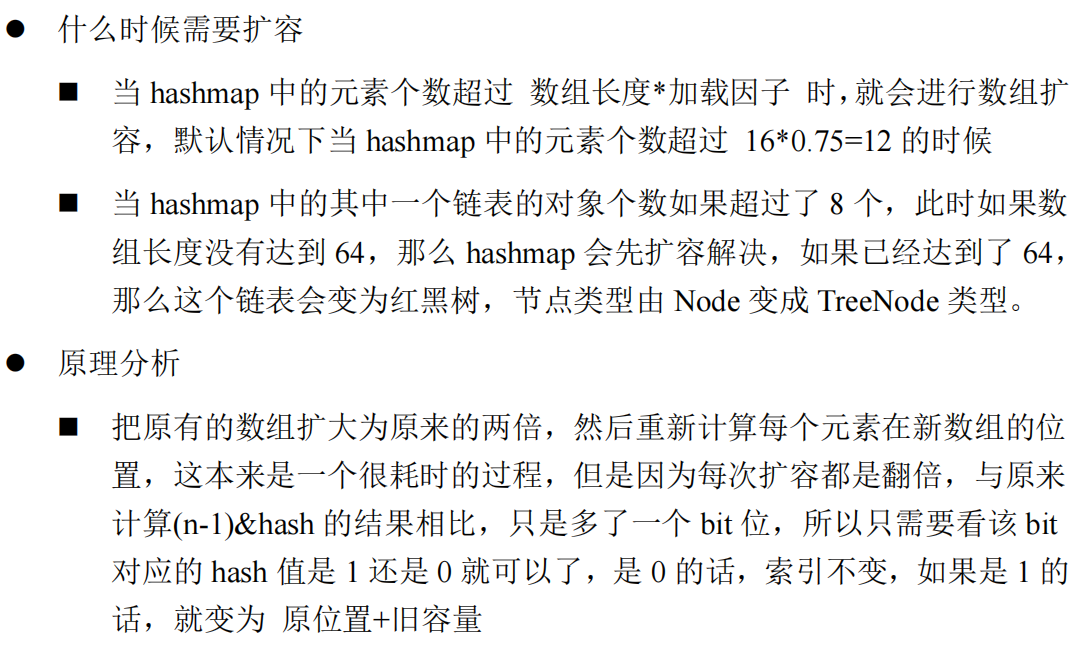 ● 什么时候需要扩容
■ 当 hashmap 中的元素个数超过 数组长度*加载因子 时,就会进行数组扩
容，默认情况下当 hashmap 中的元素个数超过 16*0.75=12 的时候
■ 当 hashmap 中的其中一个链表的对象个数如果超过了 8 个，此时如果数
组长度没有达到 64，那么 hashmap 会先扩容解决，如果已经达到了 64，
那么这个链表会变为红黑树，节点类型由 Node 变成 TreeNode 类型。
● 原理分析
■ 把原有的数组扩大为原来的两倍，然后重新计算每个元素在新数组的位
置，这本来是一个很耗时的过程，但是因为每次扩容都是翻倍，与原来
计算(n-1)&hash 的结果相比，只是多了一个 bit 位，所以只需要看该 bit
对应的 hash 值是 1 还是 0 就可以了，是 0 的话，索引不变，如果是 1 的
话，就变为 原位置+旧容量